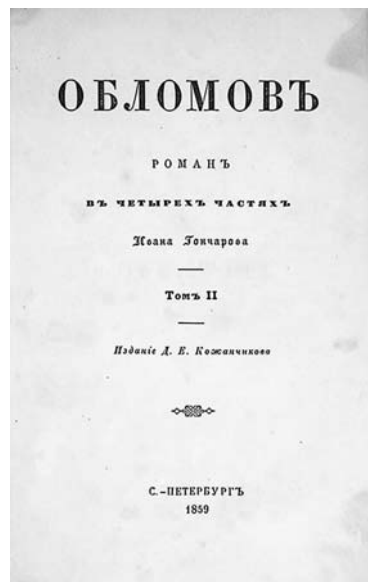 ОБЛОМОВЪ
РОМАНЪ
ВЪ ЧЕТЫРЕХЪ ЧАСТЯХЪ
Ивана Гончарова
Томъ II
Изданіе Д. Е. Кожанчикова
С.-ПЕТЕРБУРГЪ
1859